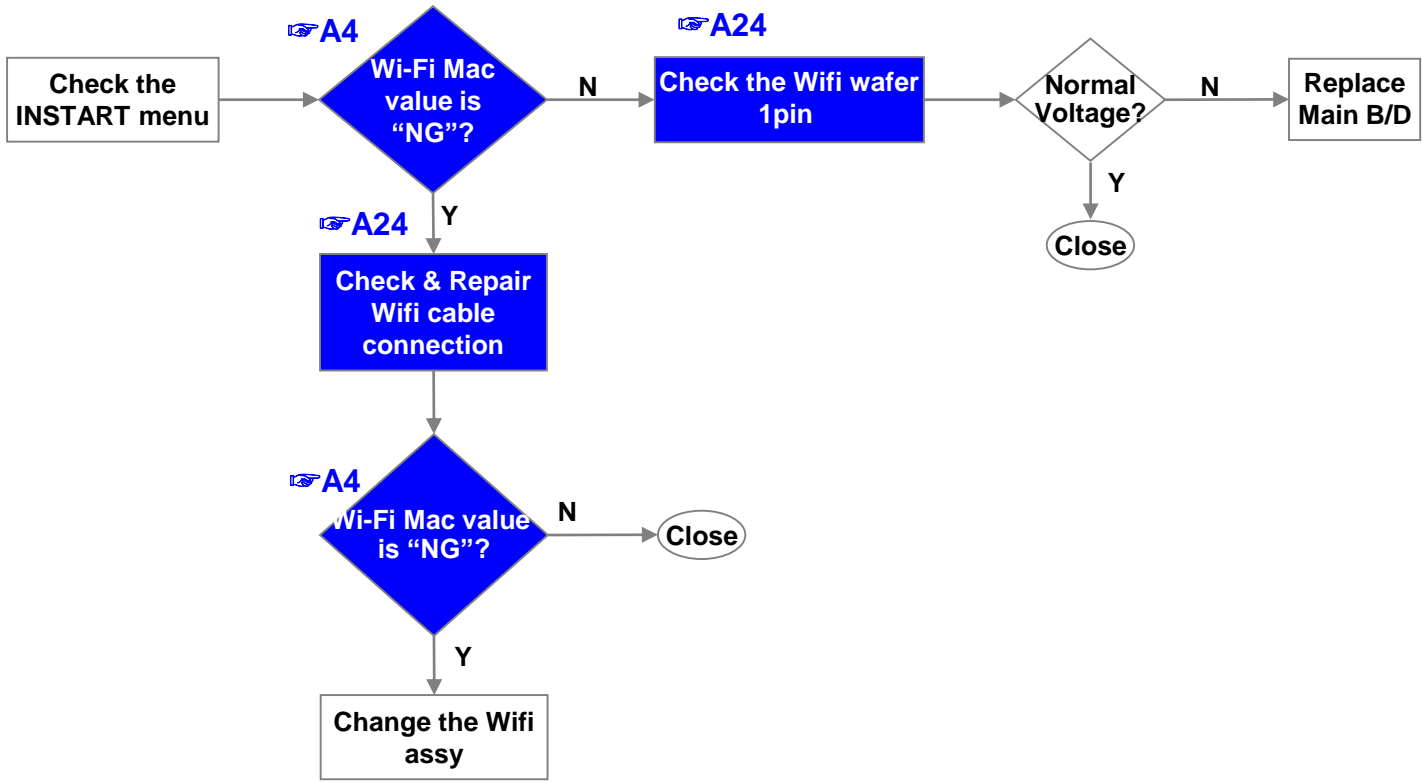 ☞A4
☞A24
Check the
INSTART menu
Wi-Fi Mac
value is
“NG”?
N
Check the Wifi wafer
1pin
Normal
Voltage?
N
Replace
Main B/D
Y
Close
☞A24
Y
Check & Repair
Wifi cable
connection
☞A4
Wi-Fi Mac value
is “NG”?
N
Close
Y
Change the Wifi
assy